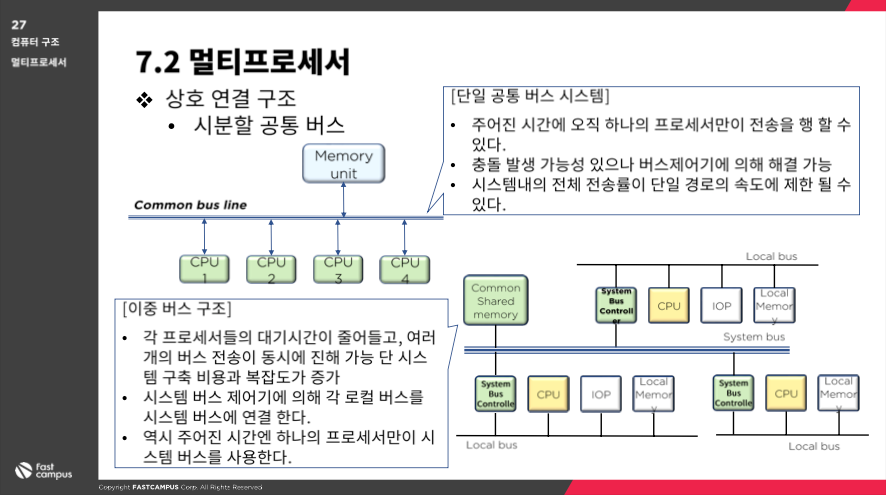 27
컴퓨터 구조
멀티프로세서
7.2 멀티프로세서
❖ 상호 연결 구조
• 시분할 공통 버스
[단일 공통 버스 시스템]
• 주어진 시간에 오직 하나의 프로세서만이 전송을 행 할 수
있다.
• 충돌 발생 가능성 있으나 버스제어기에 의해 해결 가능
• 시스템내의 전체 전송률이 단일 경로의 속도에 제한 될 수
있다.
Memory
unit
Common bus line
CPU
1
CPU
2
CPU
3
CPU
4
[이중 버스 구조]
• 각 프로세서들의 대기시간이 줄어들고, 여러
개의 버스 전송이 동시에 진해 가능 단 시스
템 구축 비용과 복잡도가 증가
• 시스템 버스 제어기에 의해 각 로컬 버스를
시스템 버스에 연결 한다.
• 역시 주어진 시간엔 하나의 프로세서만이 시
스템 버스를 사용한다.
Local bus
Common
Shared
memory
System
Bus
Controll
er
CPU
IOP
Local
Memor
y
System bus
System
Bus
Controlle
CPU
IOP
Local
Memor
y
Local bus
System
Bus
Controlle
CPU
Local
Memor
y
Local bus
fast
campus
Copyright FASTCAMPUS Corp. All Rights Reserved